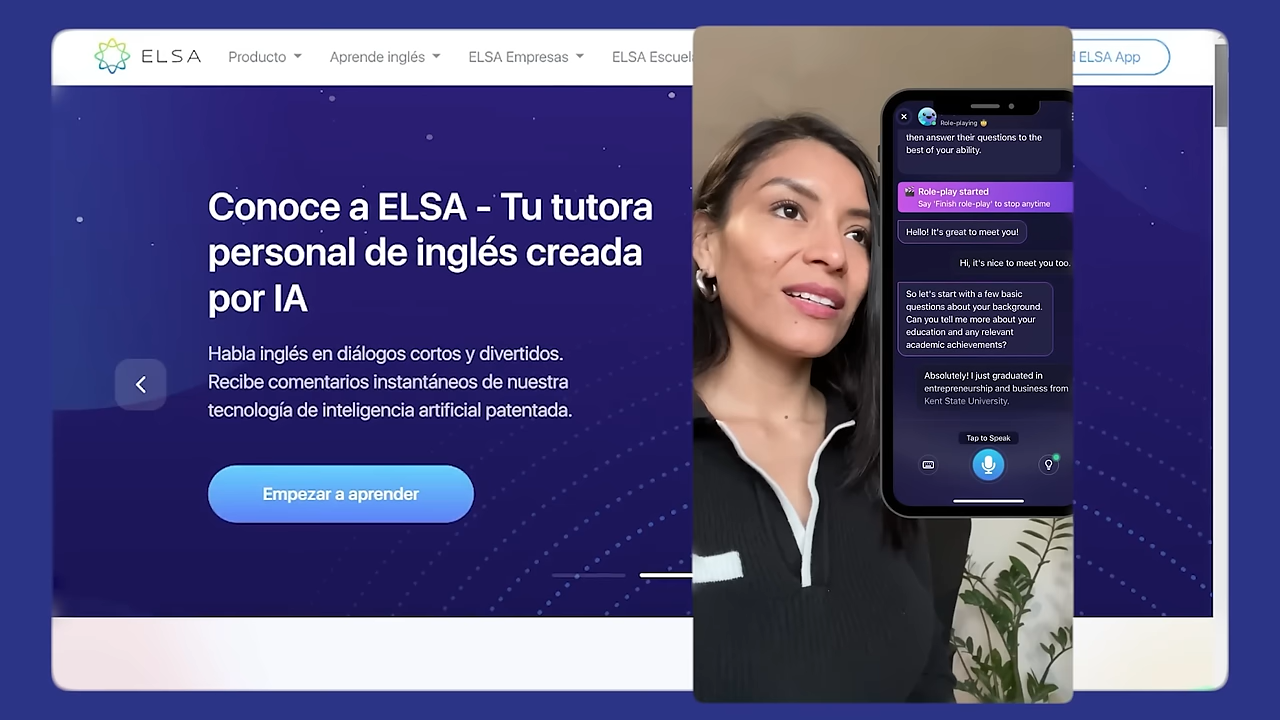 ELSA
Producto
Aprende inglés
ELSA Empresas
ELSA Escuela
ELSA App
Conoce a ELSA - Tu tutora
personal de inglés creada
por IA
Habla inglés en diálogos cortos y divertidos.
Recibe comentarios instantáneos de nuestra
tecnología de inteligencia artificial patentada.
Empezar a aprender
Role-playing
then answer their questions to the
best of your ability.
Role-play started
Say 'Finish role-play' to stop anytime
Hello! It's great to meet you!
Hi, it's nice to meet you too.
So let's start with a few basic
questions about your background.
Can you tell me more about your
education and any relevant
academic achievements?
Absolutely! I just graduated in
entrepreneurship and business from
Kent State University.
Tap to Speak